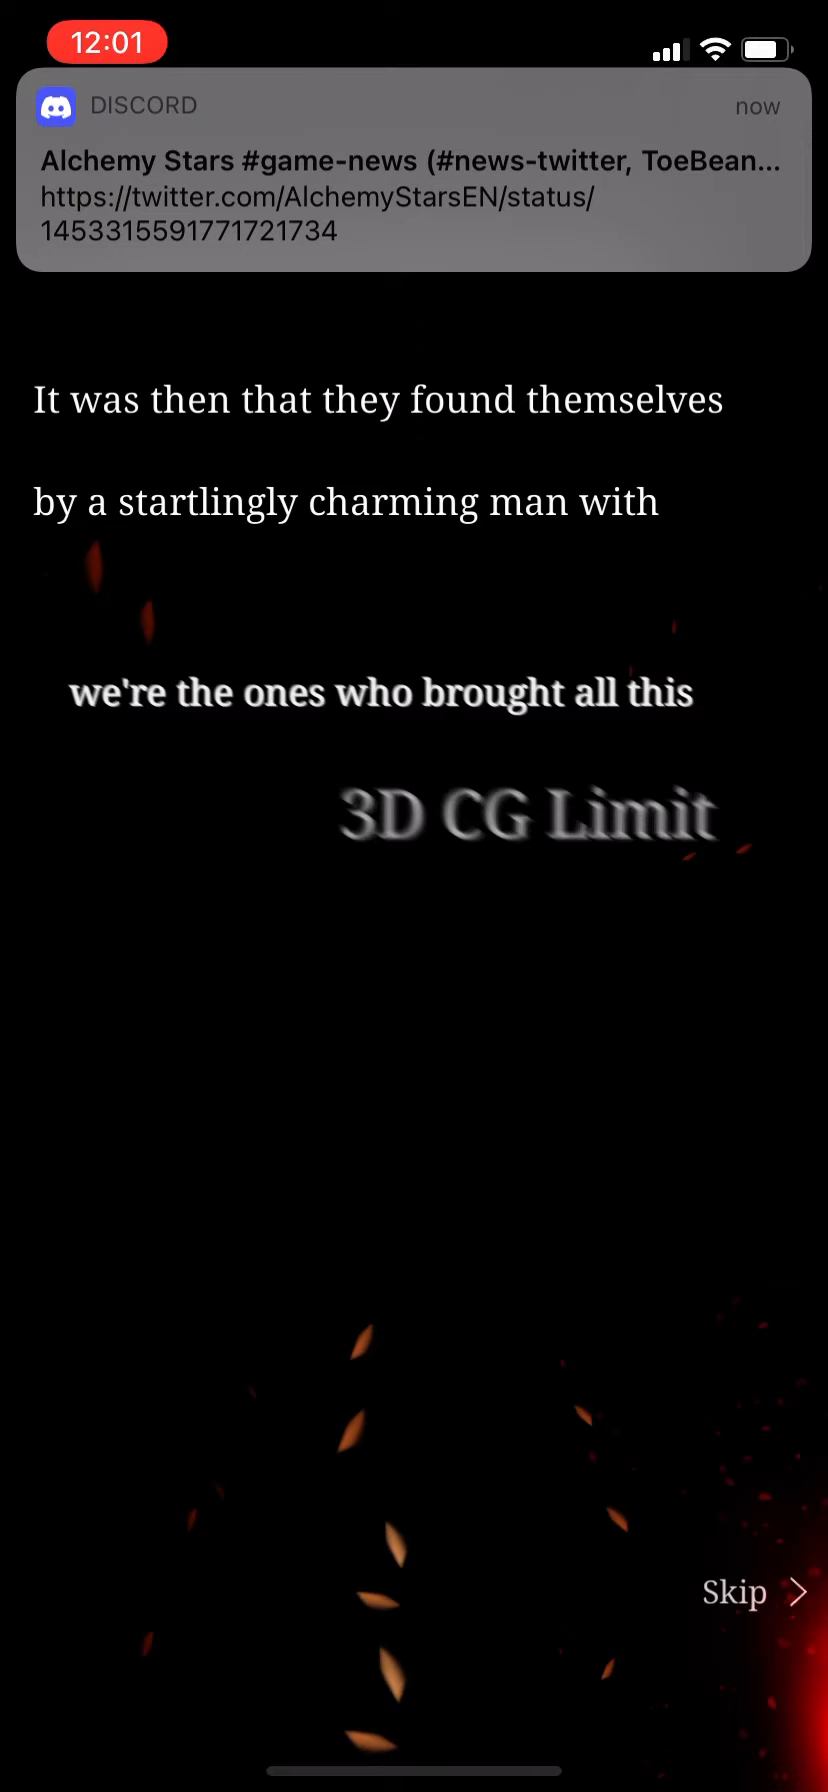 12:01
DISCORD
now
Alchemy Stars #game-news (#news-twitter, ToeBean...
https://twitter.com/AlchemyStarsEN/status/
1453315591771721734
It was then that they found themselves
by a startlingly charming man with
we're the ones who brought all this
3D CG Limit
Skip